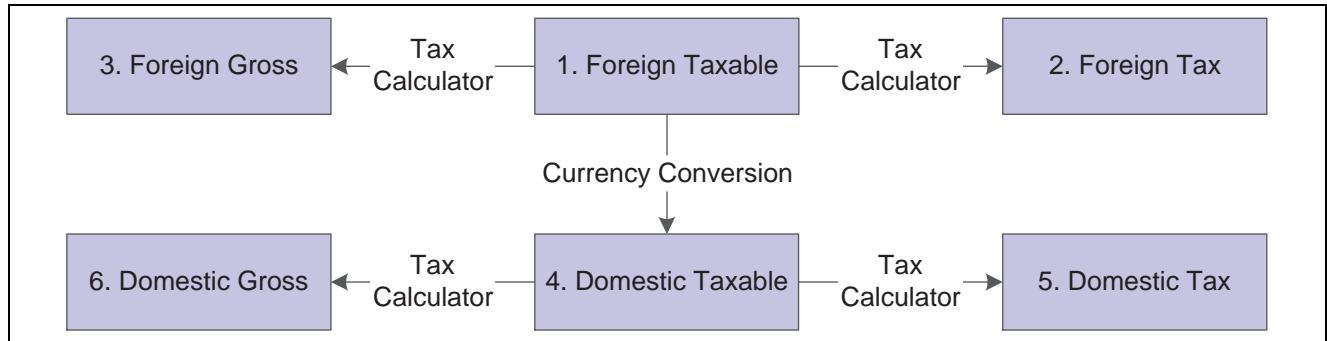 3. Foreign Gross
Tax
Calculator
1. Foreign Taxable
Tax
Calculator
2. Foreign Tax
Currency Conversion
6. Domestic Gross
Tax
Calculator
4. Domestic Taxable
Tax
Calculator
5. Domestic Tax